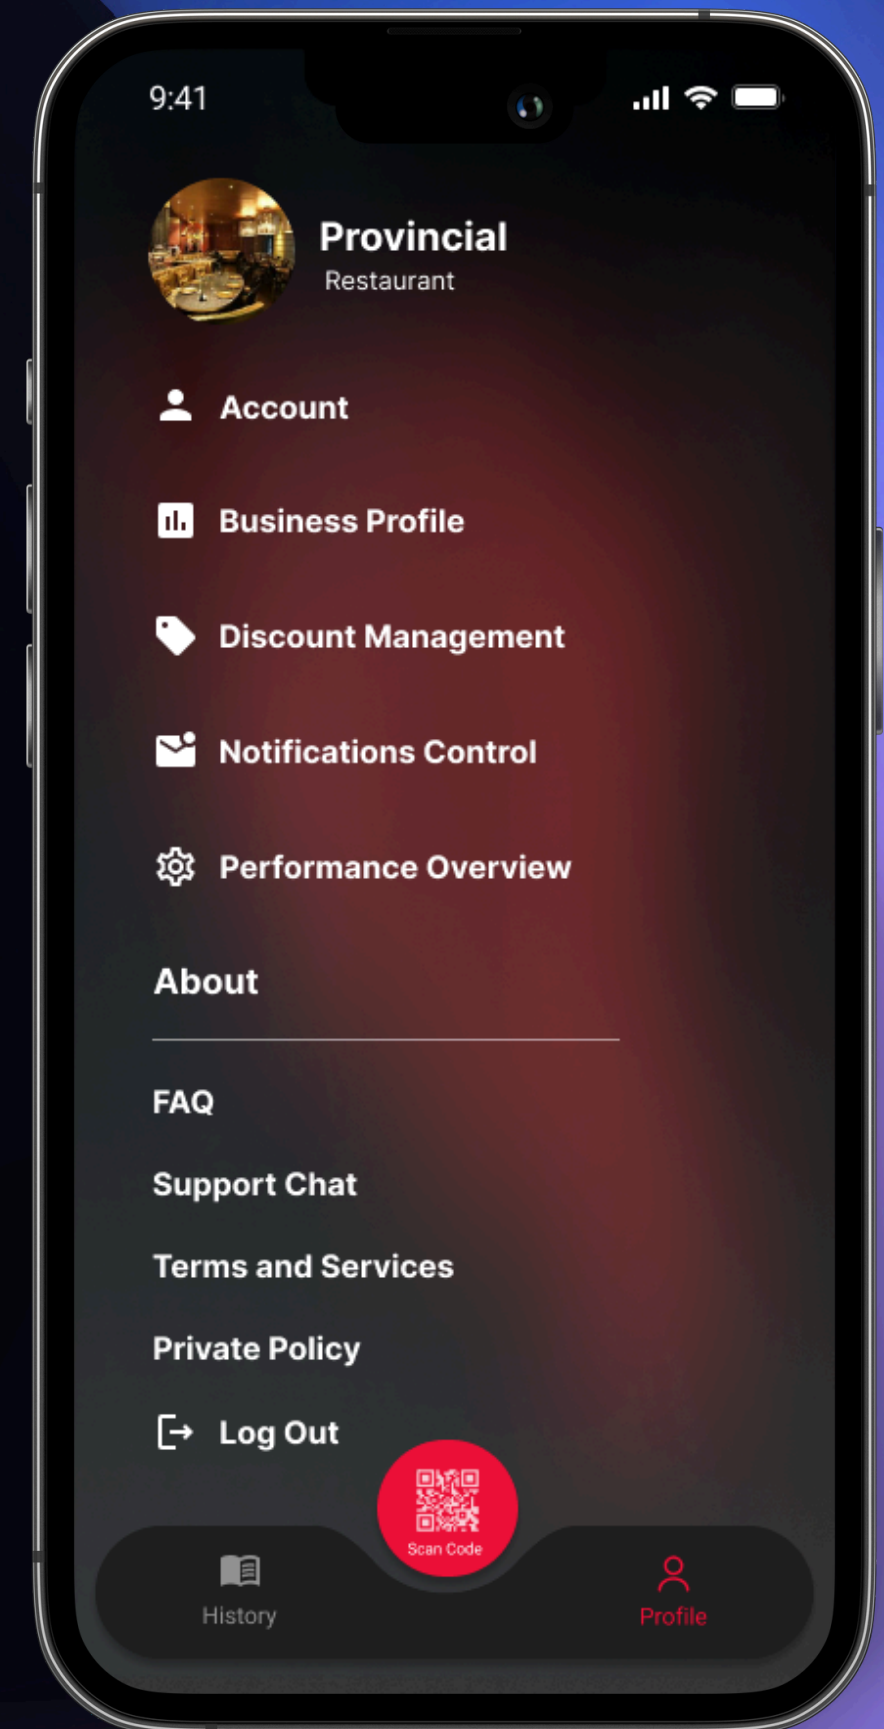 9:41
Provincial
Restaurant
Account
Business Profile
Discount Management
Notifications Control
Performance Overview
About
FAQ
Support Chat
Terms and Services
Private Policy
Log Out
Scan Code
History
Profile